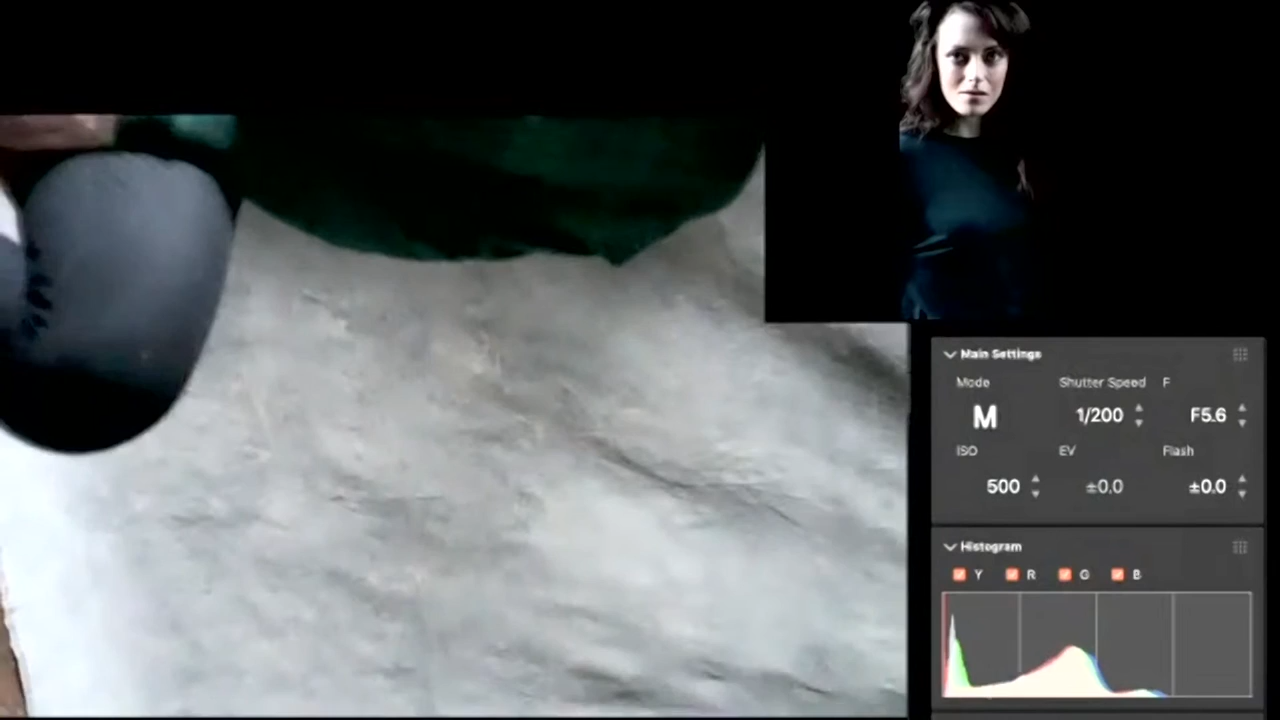 Main Settings
Mode Shutter Speed F
M 1/200 F5.6
ISO EV Flash
500 ±0.0 ±0.0
Histogram
Y R G B